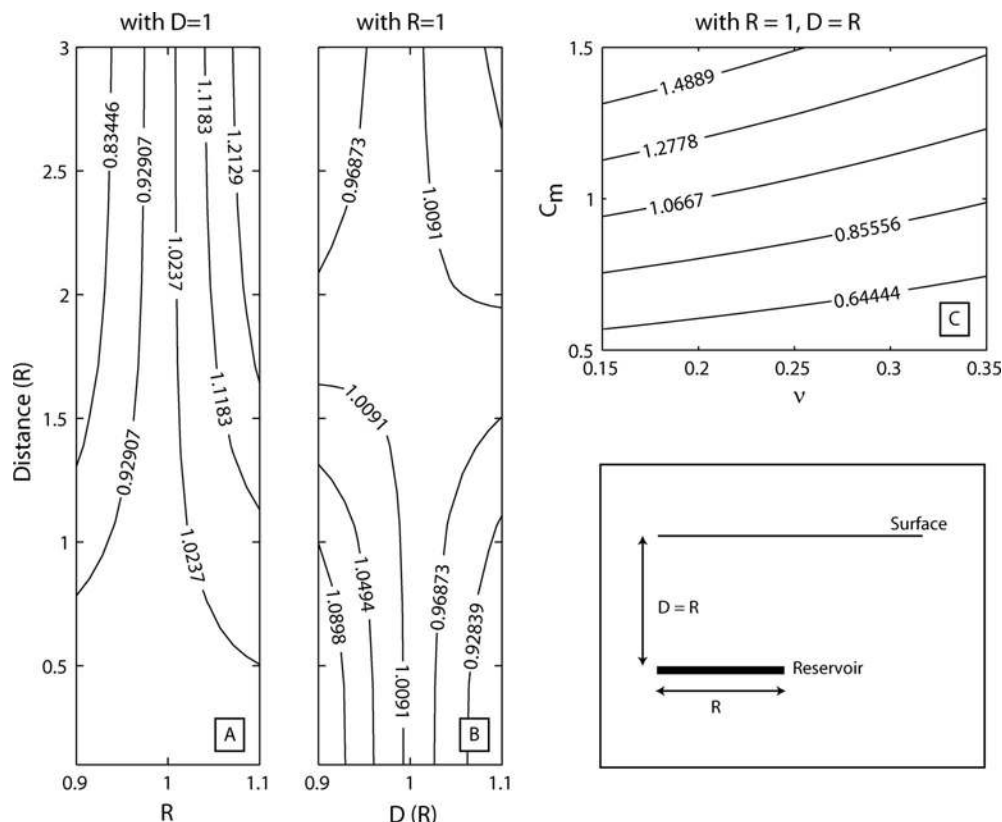 with D=1
with R=1
with R = 1, D = R
3
2.5
2
1.5
1
0.5
Distance (R)
0.83446
0.92907
1.1183
1.2129
1.0237
1.1183
0.92907
1.0237
A
0.9
1
1.1
R
0.96873
1.0091
1.0091
1.0494
0.96873
1.0898
0.92839
1.0091
B
0.9
1
1.1
D (R)
1.5
1
0.5
Cm
1.4889
1.2778
1.0667
0.85556
0.64444
C
0.15
0.2
0.25
0.3
0.35
ν
Surface
D = R
Reservoir
R